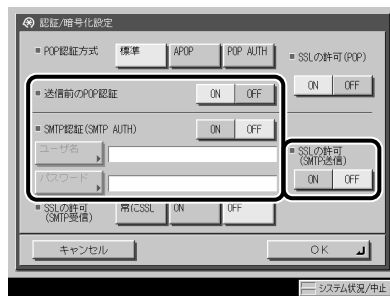 認証/暗号化設定
POP認証方式
標準
APOP
POP AUTH
SSLの許可(POP)
ON
OFF
送信前のPOP認証
ON
OFF
SMTP認証(SMTP AUTH)
ON
OFF
ユーザ名
パスワード
SSLの許可
(SMTP送信)
ON
OFF
SSLの許可
(SMTP受信)
常にSSL
ON
OFF
キャンセル
OK
システム状況/中止